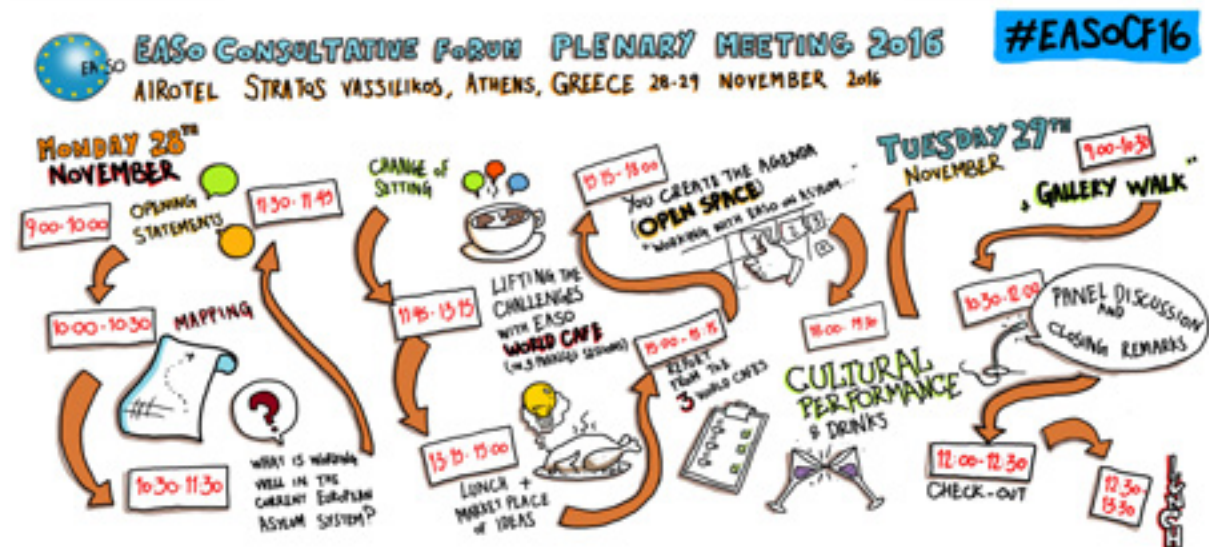 EASO
EASO CONSULTATIVE FORUM PLENARY MEETING 2016
#EASOCF16
AIROTEL STRATOS VASSILIKOS, ATHENS, GREECE 28-29 NOVEMBER 2016
MONDAY 28TH
NOVEMBER
9:00-10:00
OPENING
STATEMENTS
10:00-10:30
MAPPING
10:30-11:30
?
WHAT IS WORKING
WELL IN THE
CURRENT EUROPEAN
ASYLUM SYSTEM?
11:30-11:45
CHANGE OF
SETTING
11:45-13:15
LIFTING THE
CHALLENGES
WITH EASO
WORLD CAFE
(IN 3 PARALLEL SESSIONS)
13:15-15:00
LUNCH +
MARKET PLACE
OF IDEAS
15:00-15:15
REPORT
FROM THE
3 WORLD CAFES
15:15-18:00
YOU CREATE THE AGENDA
(OPEN SPACE)
"WORKING WITH EASO ON ASYLUM..."
CULTURAL
PERFORMANCE
& DRINKS
TUESDAY 29TH
NOVEMBER
9:00-10:30
"GALLERY WALK"
10:30-12:00
PANEL DISCUSSION
AND
CLOSING REMARKS
12:00-12:30
CHECK-OUT
12:30-
13:30
LUNCH